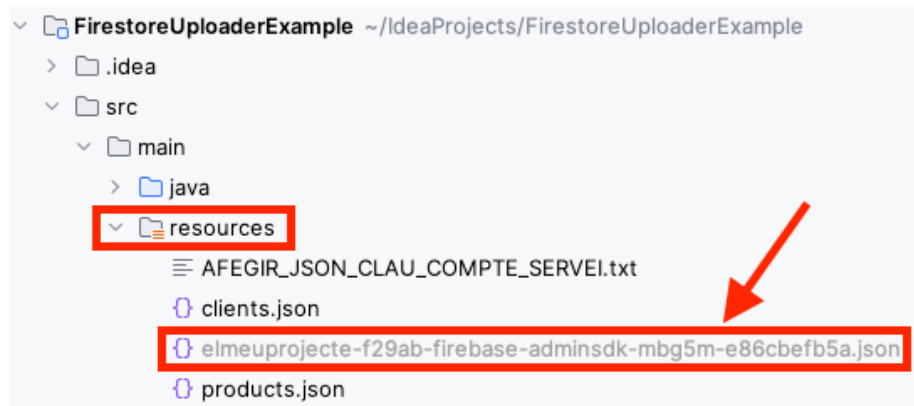 FirestoreUploaderExample ~/IdeaProjects/FirestoreUploaderExample
.idea
src
main
java
resources
AFEGIR_JSON_CLAU_COMPTE_SERVEI.txt
clients.json
elmeuprojecte-f29ab-firebase-adminsdk-mbg5m-e86cbefb5a.json
products.json